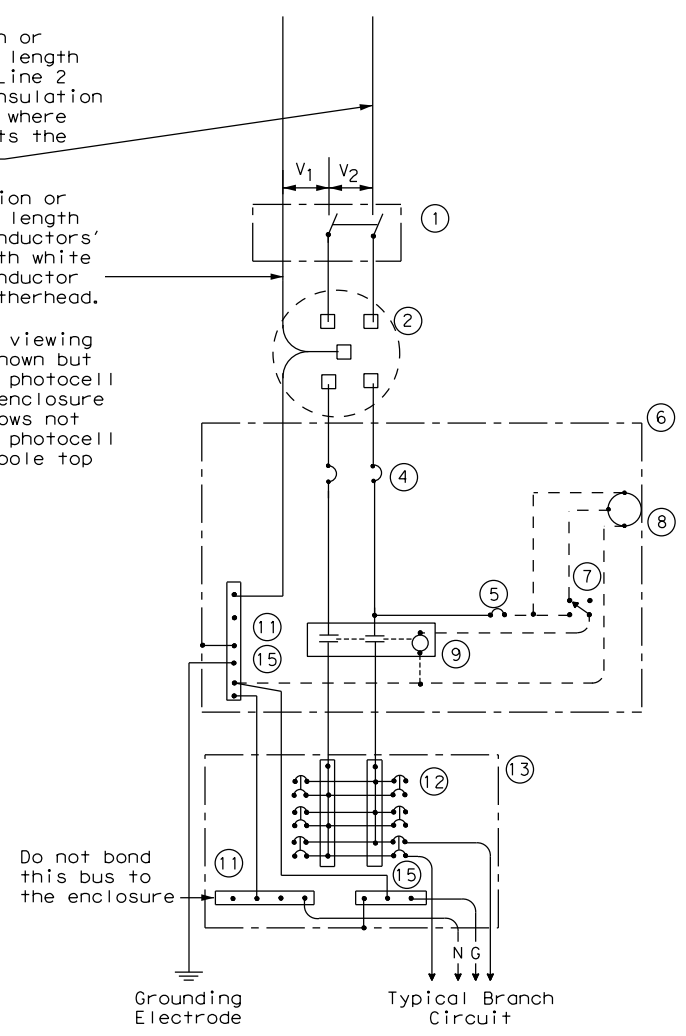 n or
length
Line 2
nsulation
where
ts the
ion or
length
nductors'
th white
nductor
therhead.
viewing
nown but
photocell
enclosure
ows not
photocell
pole top
V1
V2
1
2
6
4
8
7
5
11
15
9
13
12
11
15
Do not bond
this bus to
the enclosure
N G
Grounding
Electrode
Typical Branch
Circuit